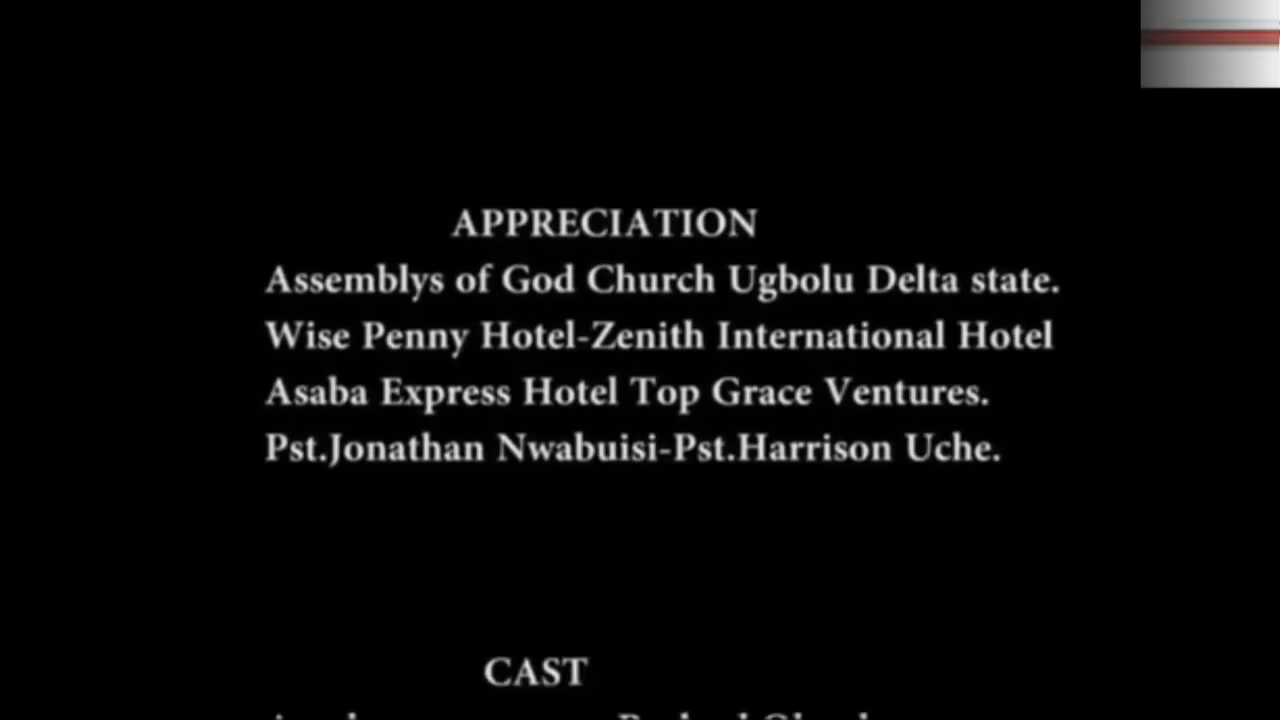 APPRECIATION
Assemblys of God Church Ugbolu Delta state.
Wise Penny Hotel-Zenith International Hotel
Asaba Express Hotel Top Grace Ventures.
Pst.Jonathan Nwabuisi-Pst.Harrison Uche.
CAST